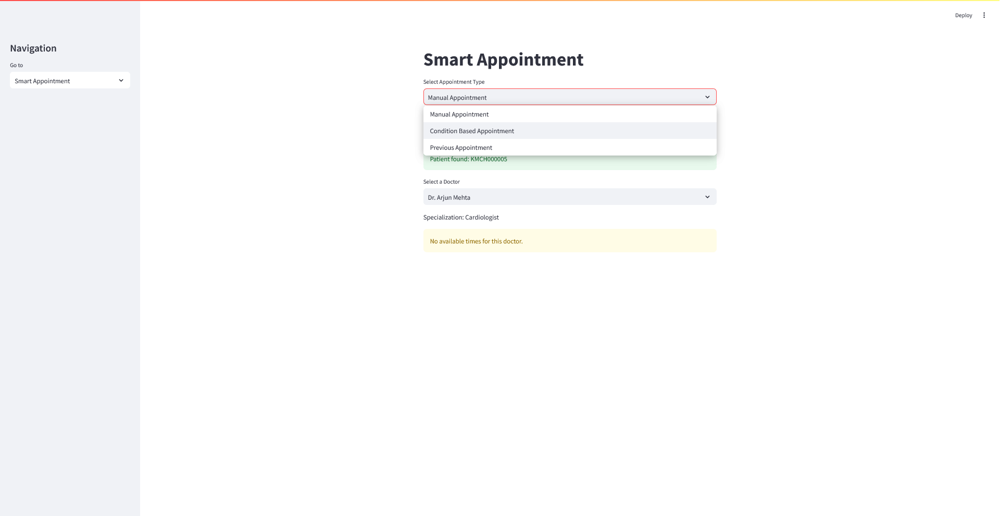 Deploy
Navigation
Go to
Smart Appointment
Smart Appointment
Select Appointment Type
Manual Appointment
Manual Appointment
Condition Based Appointment
Previous Appointment
Patient found: KMCH000005
Select a Doctor
Dr. Arjun Mehta
Specialization: Cardiologist
No available times for this doctor.